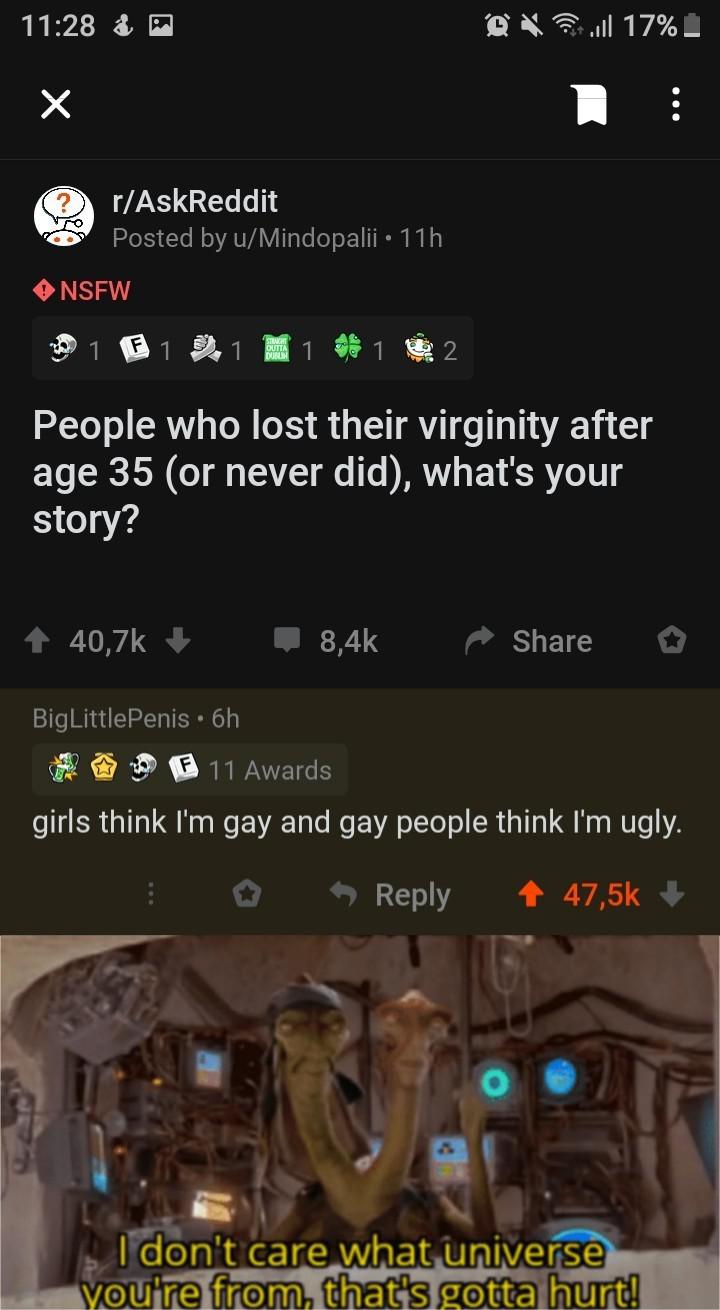 11:28 17%
r/AskReddit
Posted by u/Mindopalii • 11h
NSFW
1 F 1 1 STRAIGHT OUTTA DUBLIN 1 1 2
People who lost their virginity after
age 35 (or never did), what's your
story?
40,7k 8,4k Share
BigLittlePenis • 6h
F 11 Awards
girls think I'm gay and gay people think I'm ugly.
Reply 47,5k
I don't care what universe
you're from, that's gotta hurt!